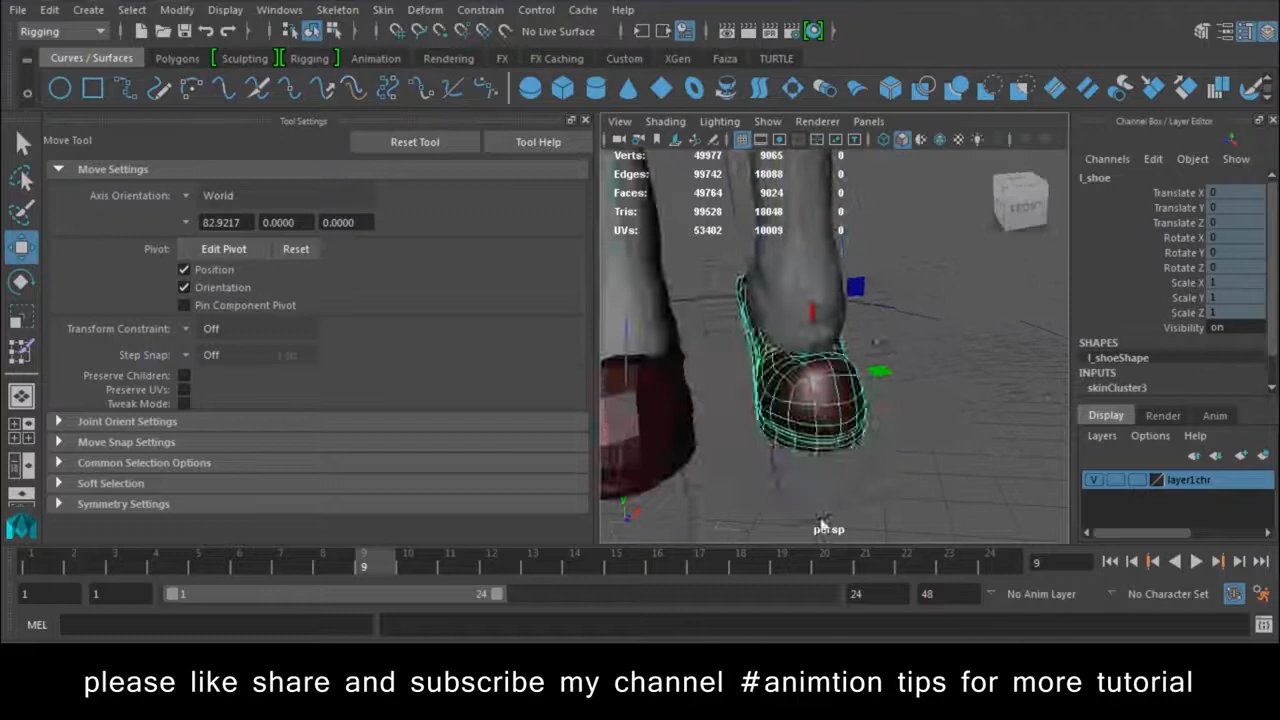 File Edit Create Select Modify Display Windows Skeleton Skin Deform Constrain Control Cache Help
Rigging No Live Surface
Curves / Surfaces Polygons Sculpting Rigging Animation Rendering FX FX Caching Custom XGen Faiza TURTLE
Tool Settings
Move Tool Reset Tool Tool Help
Move Settings
Axis Orientation: World
82.9217 0.0000 0.0000
Pivot: Edit Pivot Reset
Position
Orientation
Pin Component Pivot
Transform Constraint: Off
Step Snap: Off 1.00
Preserve Children:
Preserve UVs:
Tweak Mode:
Joint Orient Settings
Move Snap Settings
Common Selection Options
Soft Selection
Symmetry Settings
View Shading Lighting Show Renderer Panels
Verts: 49977 9065 0
Edges: 99742 18088 0
Faces: 49764 9024 0
Tris: 99528 18048 0
UVs: 53402 10009 0
persp
Channel Box / Layer Editor
Channels Edit Object Show
l_shoe
Translate X 0
Translate Y 0
Translate Z 0
Rotate X 0
Rotate Y 0
Rotate Z 0
Scale X 1
Scale Y 1
Scale Z 1
Visibility on
SHAPES
l_shoeShape
INPUTS
skinCluster3
Display Render Anim
Layers Options Help
V layer1chr
1 2 3 4 5 6 7 8 9 10 11 12 13 14 15 16 17 18 19 20 21 22 23 24
9 9
1 1 1 24 24 48 No Anim Layer No Character Set
MEL
please like share and subscribe my channel #animtion tips for more tutorial